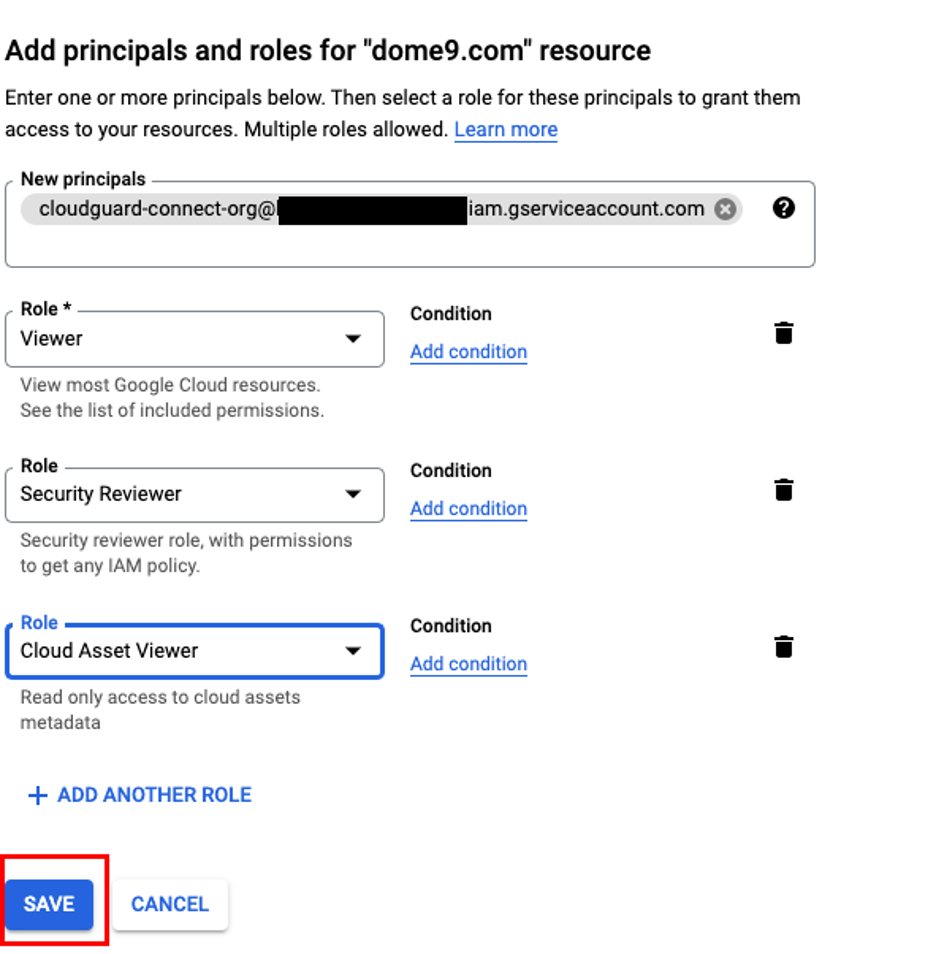 Add principals and roles for "dome9.com" resource
Enter one or more principals below. Then select a role for these principals to grant them
access to your resources. Multiple roles allowed. Learn more
New principals
cloudguard-connect-org@ iam.gserviceaccount.com
Role *
Viewer
Condition
Add condition
View most Google Cloud resources.
See the list of included permissions.
Role
Security Reviewer
Condition
Add condition
Security reviewer role, with permissions
to get any IAM policy.
Role
Cloud Asset Viewer
Condition
Add condition
Read only access to cloud assets
metadata
+ ADD ANOTHER ROLE
SAVE
CANCEL